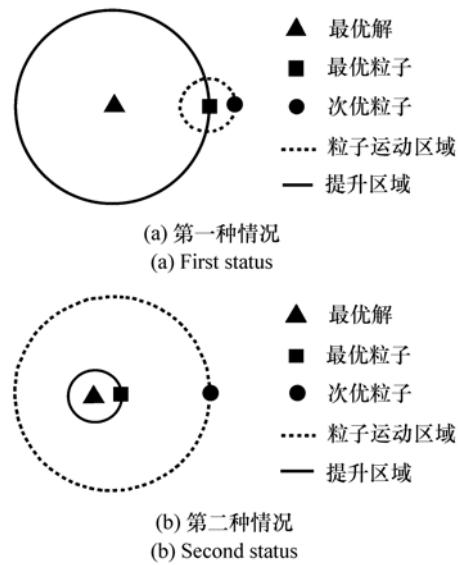 最优解
最优粒子
次优粒子
粒子运动区域
提升区域
(a) 第一种情况
(a) First status
最优解
最优粒子
次优粒子
粒子运动区域
提升区域
(b) 第二种情况
(b) Second status